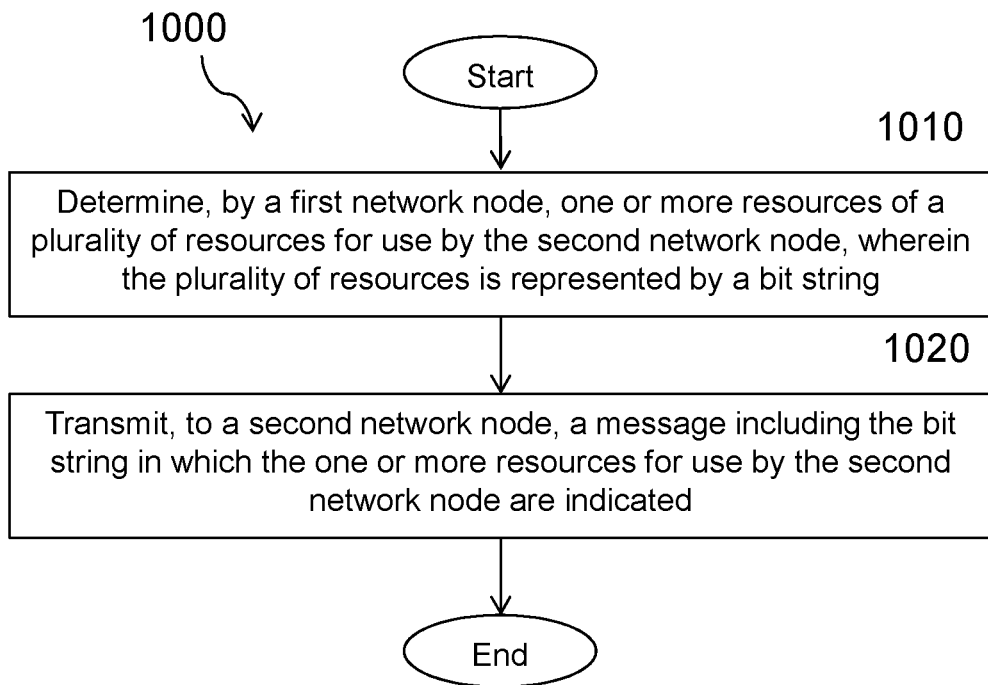 1000
Start
1010
Determine, by a first network node, one or more resources of a
plurality of resources for use by the second network node, wherein
the plurality of resources is represented by a bit string
1020
Transmit, to a second network node, a message including the bit
string in which the one or more resources for use by the second
network node are indicated
End